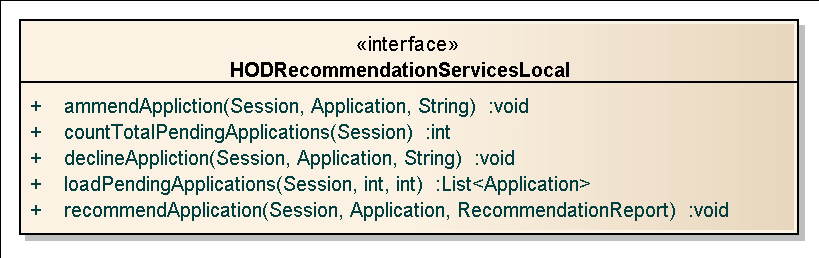 «interface»
HODRecommendationServicesLocal
+ ammendAppliction(Session, Application, String) :void
+ countTotalPendingApplications(Session) :int
+ declineAppliction(Session, Application, String) :void
+ loadPendingApplications(Session, int, int) :List<Application>
+ recommendApplication(Session, Application, RecommendationReport) :void